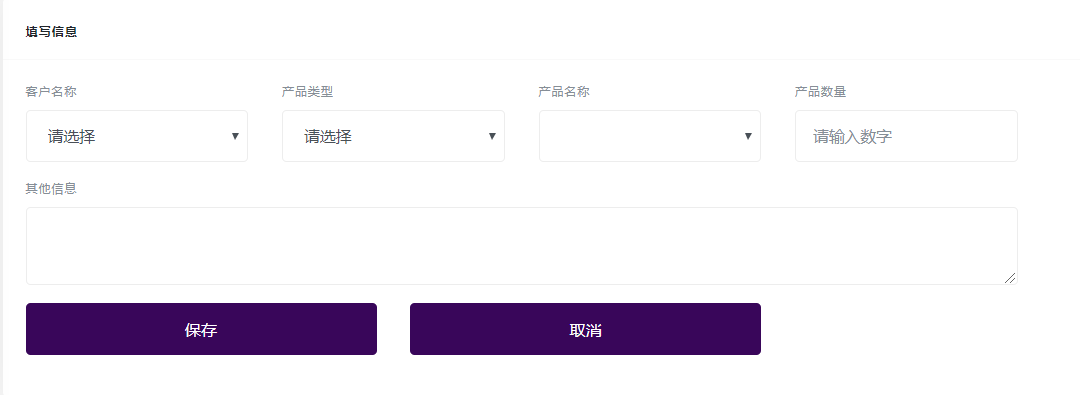 填写信息
客户名称 产品类型 产品名称 产品数量
请选择 请选择 请输入数字
其他信息
保存 取消